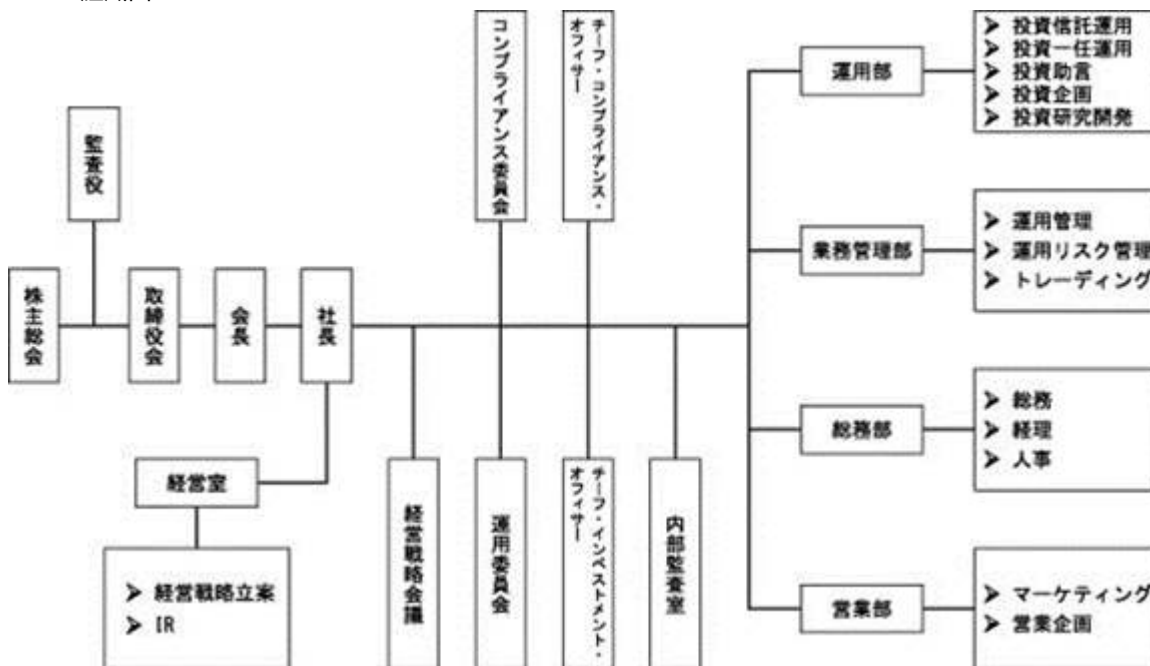 監査役
株主総会
取締役会
会長
社長
経営室
➤ 経営戦略立案
➤ IR
コンプライアンス委員会
チーフ・コンプライアンス・
オフィサー
経営戦略会議
運用委員会
チーフ・インベストメント・
オフィサー
内部監査室
運用部
➤ 投資信託運用
➤ 投資一任運用
➤ 投資助言
➤ 投資企画
➤ 投資研究開発
業務管理部
➤ 運用管理
➤ 運用リスク管理
➤ トレーディング
総務部
➤ 総務
➤ 経理
➤ 人事
営業部
➤ マーケティング
➤ 営業企画